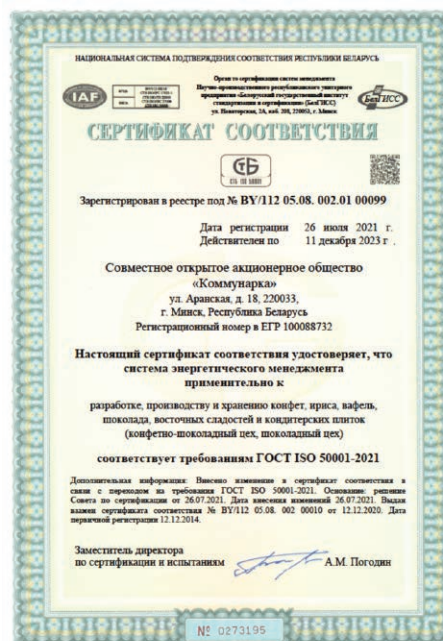 НАЦИОНАЛЬНАЯ СИСТЕМА ПОДТВЕРЖДЕНИЯ СООТВЕТСТВИЯ РЕСПУБЛИКИ БЕЛАРУСЬ
Орган по сертификации систем менеджмента
Научно-производственного республиканского унитарного
предприятия «Белорусский государственный институт
стандартизации и сертификации» (БелГИСС)
ул. Новаторская, 2А, каб. 208, 220053, г. Минск
IAF
БелГИСС
СЕРТИФИКАТ СООТВЕТСТВИЯ
СТБ ISO 50001
Зарегистрирован в реестре под № BY/112 05.08. 002.01 00099
Дата регистрации 26 июля 2021 г.
Действителен по 11 декабря 2023 г .
Совместное открытое акционерное общество
«Коммунарка»
ул. Аранская, д. 18, 220033,
г. Минск, Республика Беларусь
Регистрационный номер в ЕГР 100088732
Настоящий сертификат соответствия удостоверяет, что
система энергетического менеджмента
применительно к
разработке, производству и хранению конфет, ириса, вафель,
шоколада, восточных сладостей и кондитерских плиток
(конфетно-шоколадный цех, шоколадный цех)
соответствует требованиям ГОСТ ISO 50001-2021
Дополнительная информация: Внесено изменение в сертификат соответствия в
связи с переходом на требования ГОСТ ISO 50001-2021. Основание: решение
Совета по сертификации от 26.07.2021. Дата внесения изменений 26.07.2021. Выдан
взамен сертификата соответствия № BY/112 05.08. 002 00010 от 12.12.2020. Дата
первичной регистрации 12.12.2014.
Заместитель директора
по сертификации и испытаниям А.М. Погодин
№ 0273195